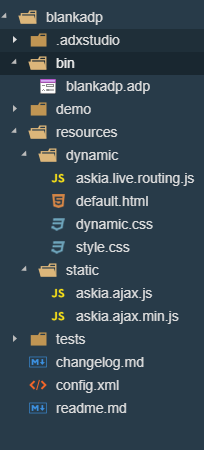 blankadp
.adxstudio
bin
blankadp.adp
demo
resources
dynamic
JS askia.live.routing.js
default.html
dynamic.css
style.css
static
JS askia.ajax.js
JS askia.ajax.min.js
tests
changelog.md
config.xml
readme.md